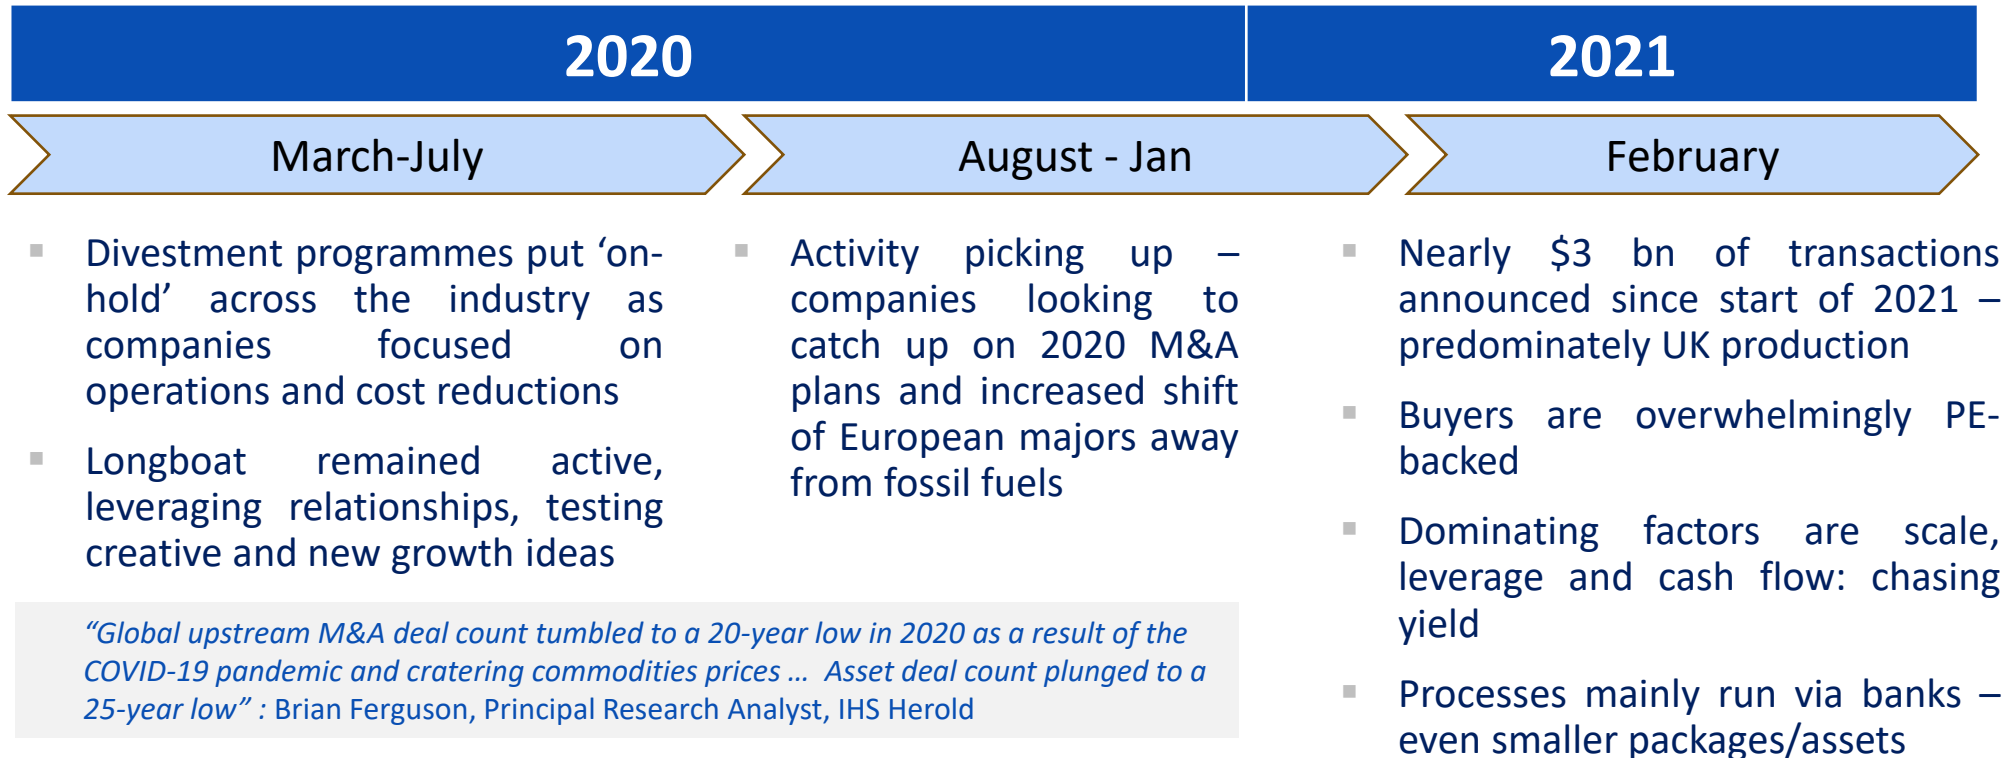 2020
2021
March-July
August - Jan
February
Divestment programmes put ‘on-
hold’ across the industry as
companies focused on
operations and cost reductions
Longboat remained active,
leveraging relationships, testing
creative and new growth ideas
Activity picking up –
companies looking to
catch up on 2020 M&A
plans and increased shift
of European majors away
from fossil fuels
“Global upstream M&A deal count tumbled to a 20-year low in 2020 as a result of the
COVID-19 pandemic and cratering commodities prices … Asset deal count plunged to a
25-year low” : Brian Ferguson, Principal Research Analyst, IHS Herold
Nearly $3 bn of transactions
announced since start of 2021 –
predominately UK production
Buyers are overwhelmingly PE-
backed
Dominating factors are scale,
leverage and cash flow: chasing
yield
Processes mainly run via banks –
even smaller packages/assets